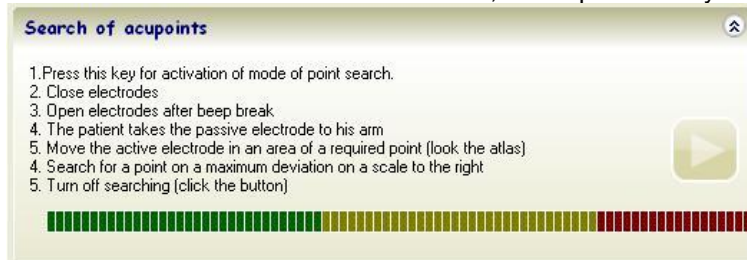 Search of acupoints
1.Press this key for activation of mode of point search.
2. Close electrodes
3. Open electrodes after beep break
4. The patient takes the passive electrode to his arm
5. Move the active electrode in an area of a required point (look the atlas)
4. Search for a point on a maximum deviation on a scale to the right
5. Turn off searching (click the button)